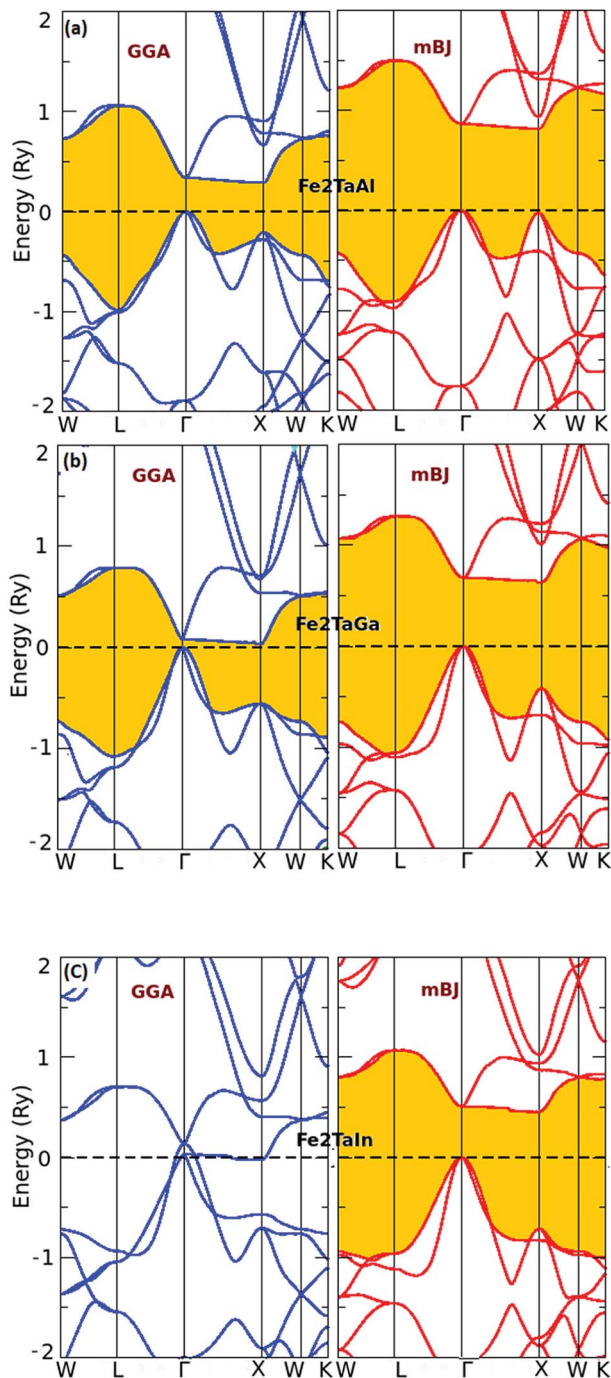 (a)
GGA
mBJ
Energy (Ry)
2
1
0
-1
-2
Fe2TaAl
W L Γ X W K
W L Γ X W K
(b)
GGA
mBJ
Energy (Ry)
2
1
0
-1
-2
Fe2TaGa
W L Γ X W K
W L Γ X W K
(C)
GGA
mBJ
Energy (Ry)
2
1
0
-1
-2
Fe2TaIn
W L Γ X W K
W L Γ X W K